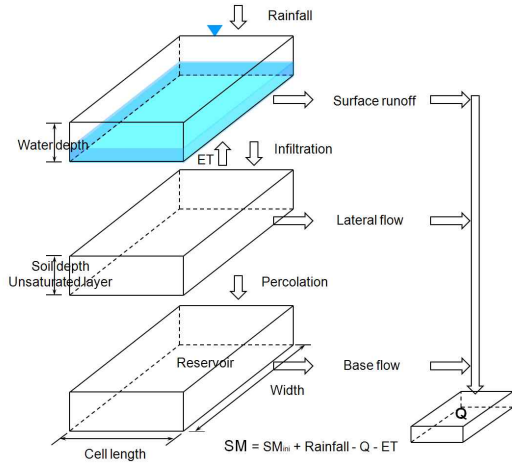 Rainfall
Surface runoff
Water depth
ET
Infiltration
Lateral flow
Soil depth
Unsaturated layer
Percolation
Reservoir
Base flow
Width
Q
Cell length
SM = SMini + Rainfall - Q - ET